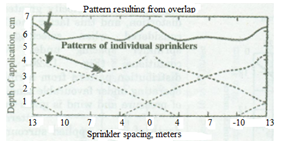 Pattern resulting from overlap
7
6
Patterns of individual sprinklers
5
4
3
2
1
Depth of application, cm
13 10 7 4 0 4 7 -10 13
Sprinkler spacing, meters